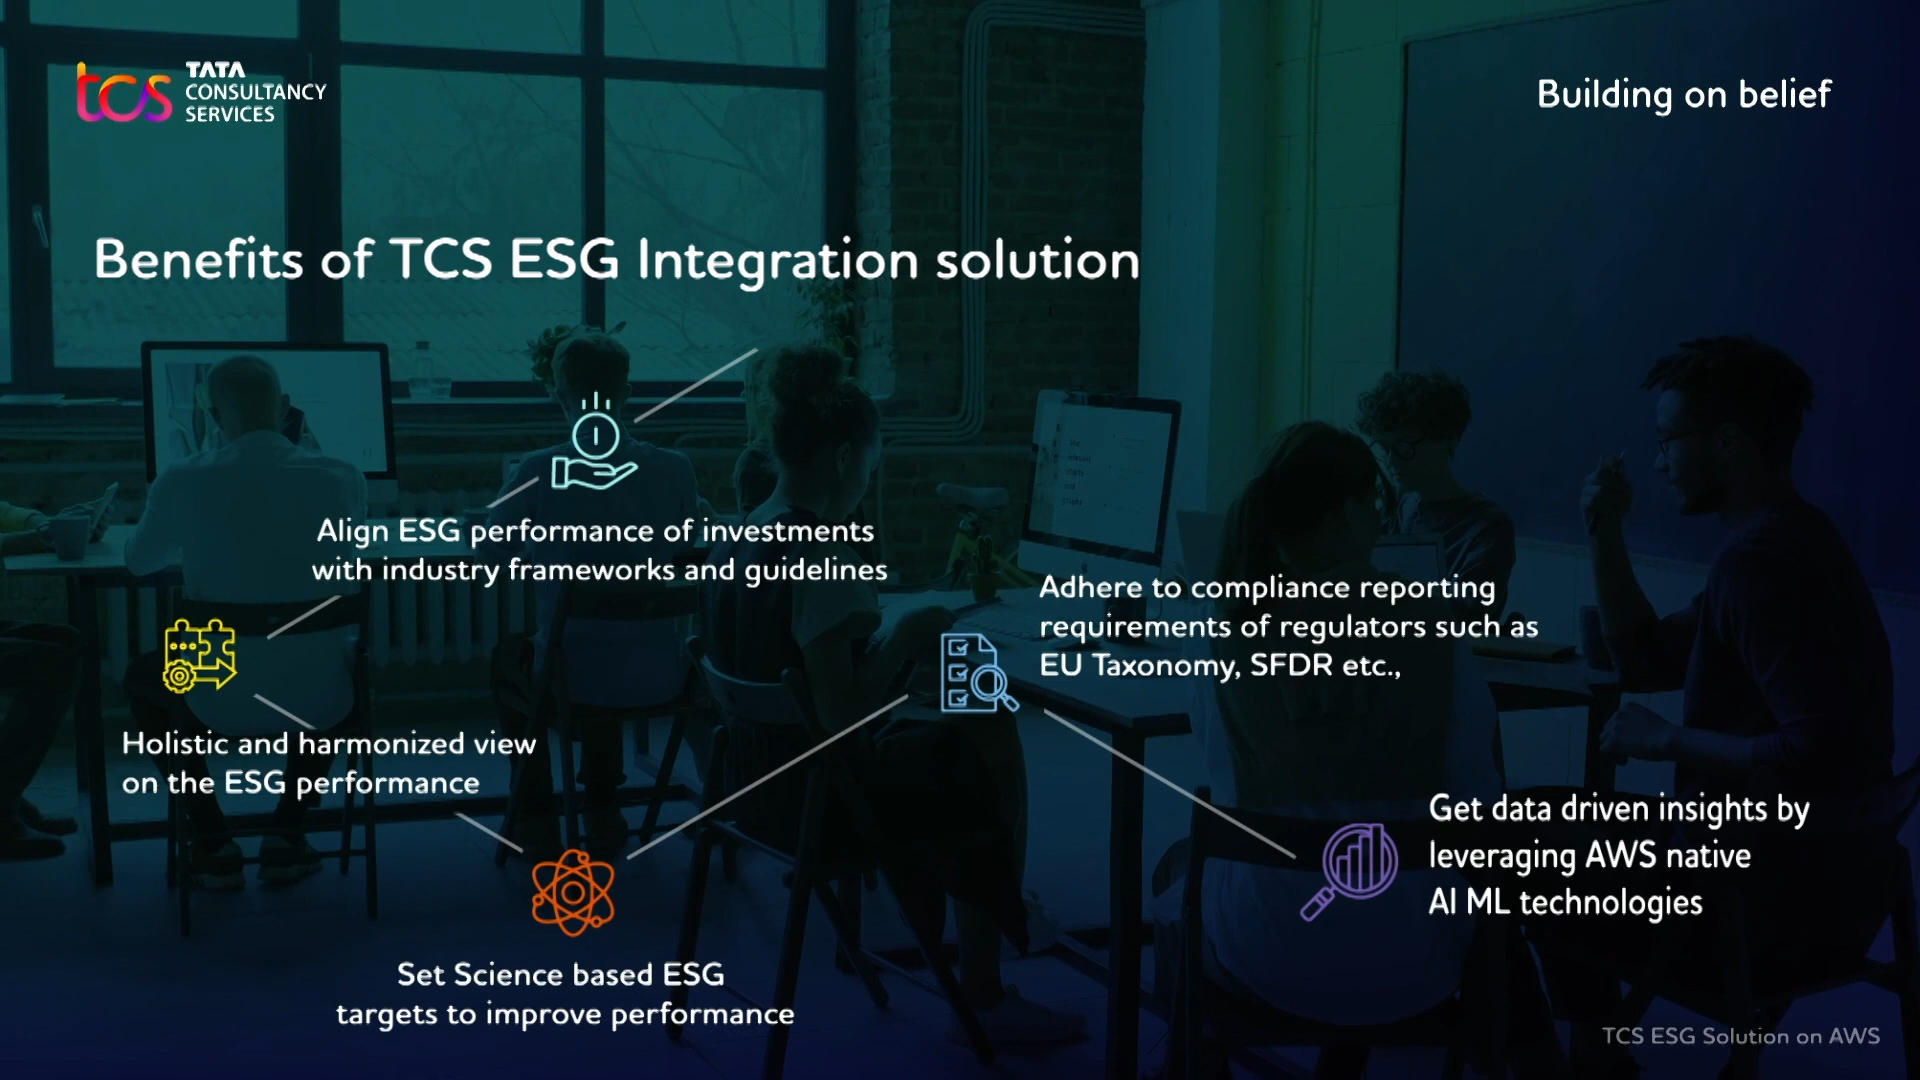 tcs TATA
CONSULTANCY
SERVICES
Building on belief
Benefits of TCS ESG Integration solution
Align ESG performance of investments
with industry frameworks and guidelines
Holistic and harmonized view
on the ESG performance
Set Science based ESG
targets to improve performance
Adhere to compliance reporting
requirements of regulators such as
EU Taxonomy, SFDR etc.,
Get data driven insights by
leveraging AWS native
AI ML technologies
TCS ESG Solution on AWS